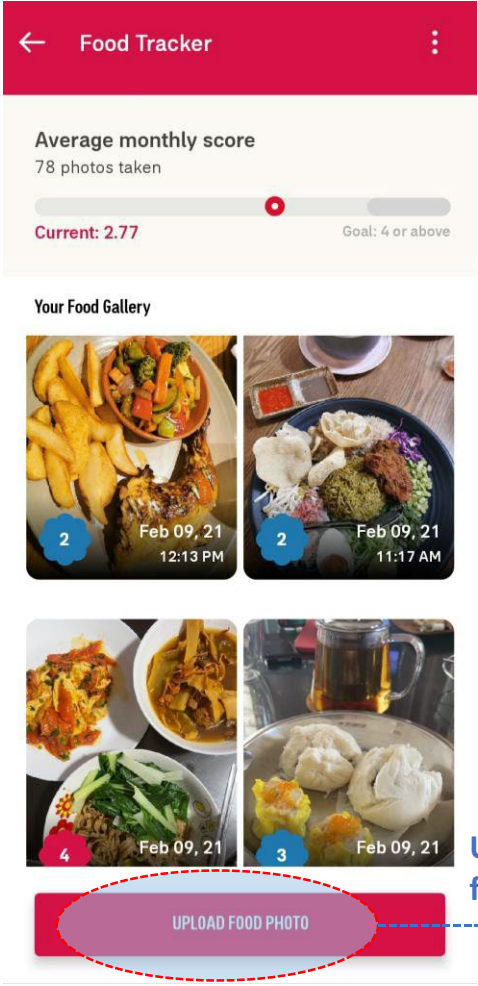 Food Tracker
Average monthly score
78 photos taken
Current: 2.77
Goal: 4 or above
Your Food Gallery
2
Feb 09, 21
12:13 PM
2
Feb 09, 21
11:17 AM
4
Feb 09, 21
3
Feb 09, 21
UPLOAD FOOD PHOTO